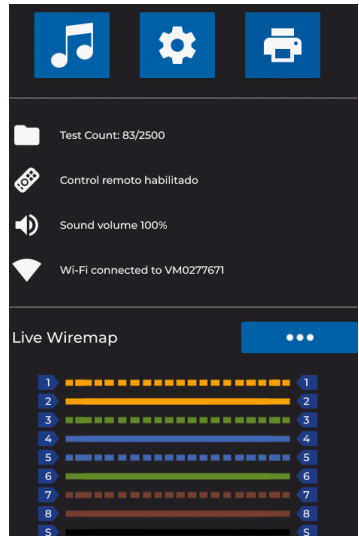 Test Count: 83/2500
Control remoto habilitado
Sound volume 100%
Wi-Fi connected to VM0277671
Live Wiremap
1 1
2 2
3 3
4 4
5 5
6 6
7 7
8 8
S S